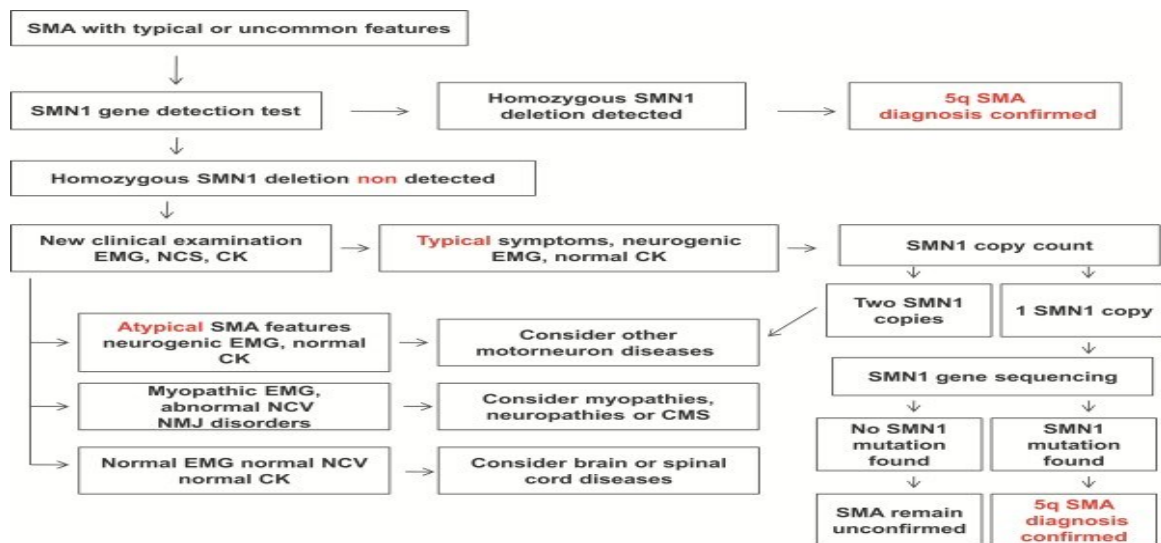 SMA with typical or uncommon features
SMN1 gene detection test
Homozygous SMN1
deletion detected
5q SMA
diagnosis confirmed
Homozygous SMN1 deletion non detected
New clinical examination
EMG, NCS, CK
Typical symptoms, neurogenic
EMG, normal CK
SMN1 copy count
Two SMN1
copies
1 SMN1 copy
Atypical SMA features
neurogenic EMG, normal
CK
Consider other
motorneuron diseases
SMN1 gene sequencing
Myopathic EMG,
abnormal NCV
NMJ disorders
Consider myopathies,
neuropathies or CMS
No SMN1
mutation
found
SMN1
mutation
found
Normal EMG normal NCV
normal CK
Consider brain or spinal
cord diseases
SMA remain
unconfirmed
5q SMA
diagnosis
confirmed